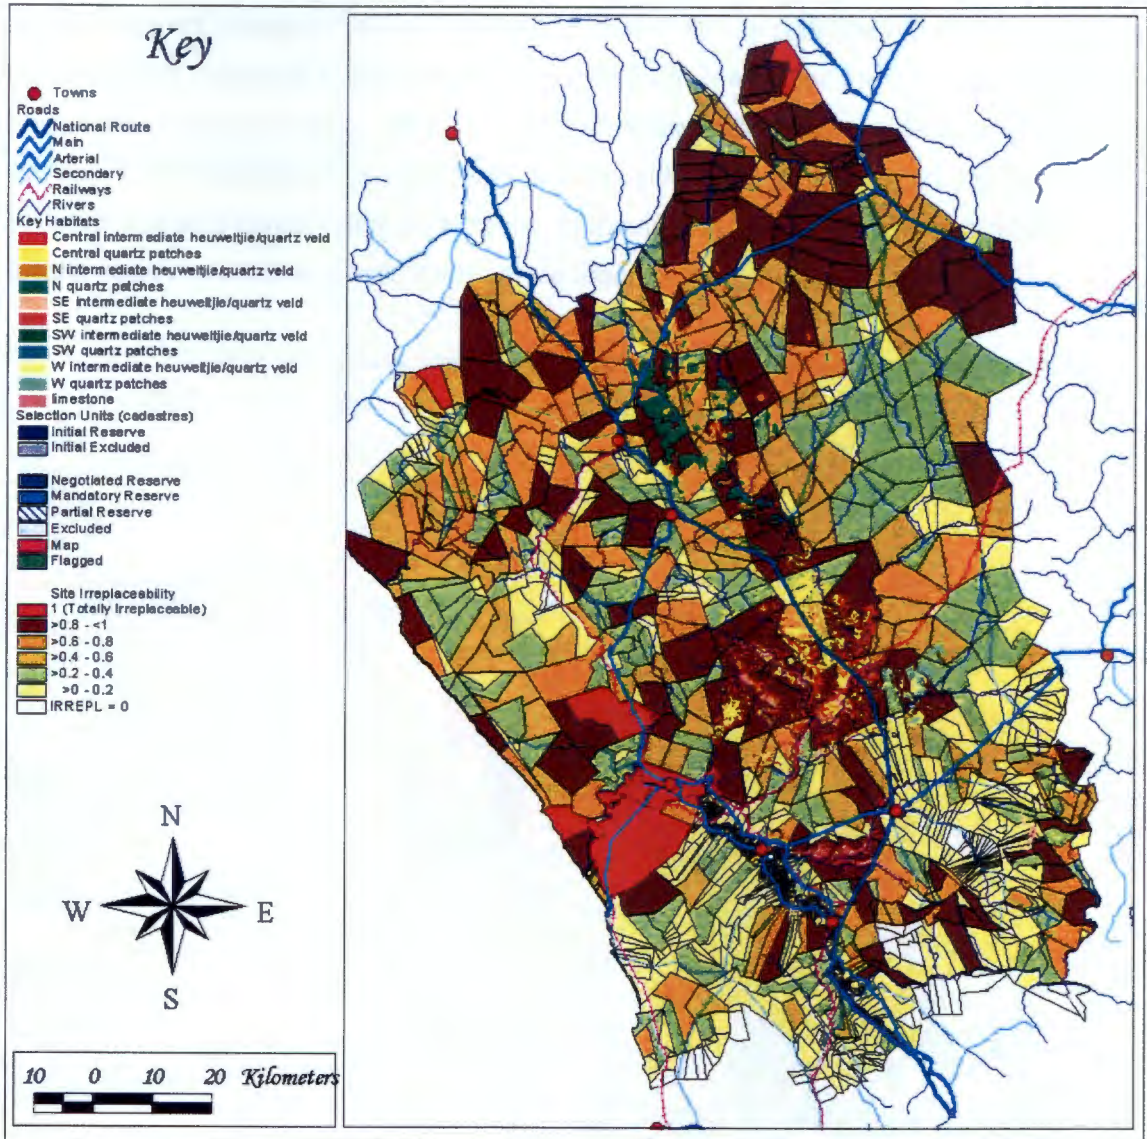 Key
Towns
Roads
National Route
Main
Arterial
Secondary
Railways
Rivers
Key Habitats
Central intermediate heuweltjie/quartz veld
Central quartz patches
N intermediate heuweltjie/quartz veld
N quartz patches
SE intermediate heuweltjie/quartz veld
SE quartz patches
SW intermediate heuweltjie/quartz veld
SW quartz patches
W intermediate heuweltjie/quartz veld
W quartz patches
limestone
Selection Units (cadastres)
Initial Reserve
Initial Excluded
Negotiated Reserve
Mandatory Reserve
Partial Reserve
Excluded
Map
Flagged
Site Irreplaceability
1 (Totally Irreplaceable)
>0.8 - <1
>0.6 - 0.8
>0.4 - 0.6
>0.2 - 0.4
>0 - 0.2
IRREPL = 0
N
W E
S
10 0 10 20 Kilometers